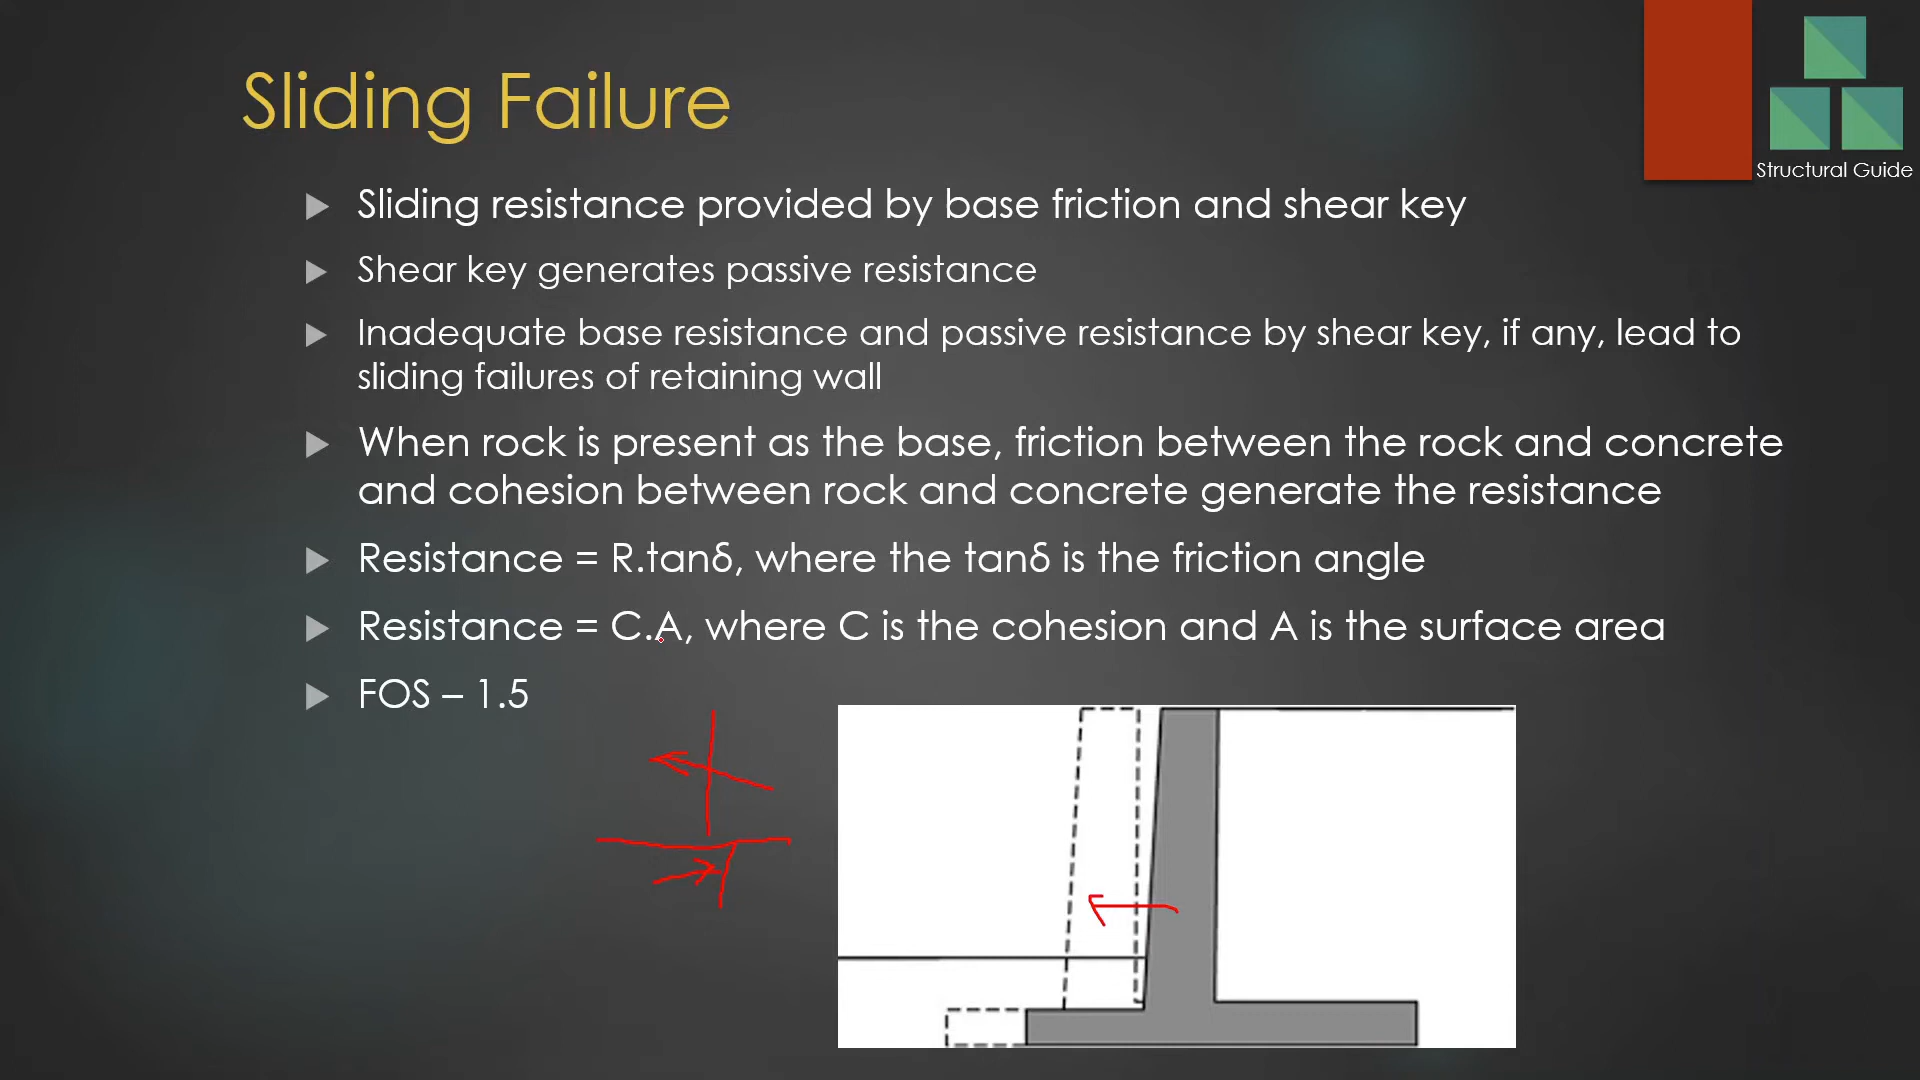 Sliding Failure
Structural Guide
Sliding resistance provided by base friction and shear key
Shear key generates passive resistance
Inadequate base resistance and passive resistance by shear key, if any, lead to
sliding failures of retaining wall
When rock is present as the base, friction between the rock and concrete
and cohesion between rock and concrete generate the resistance
Resistance = R.tanδ, where the tanδ is the friction angle
Resistance = C.A, where C is the cohesion and A is the surface area
FOS – 1.5